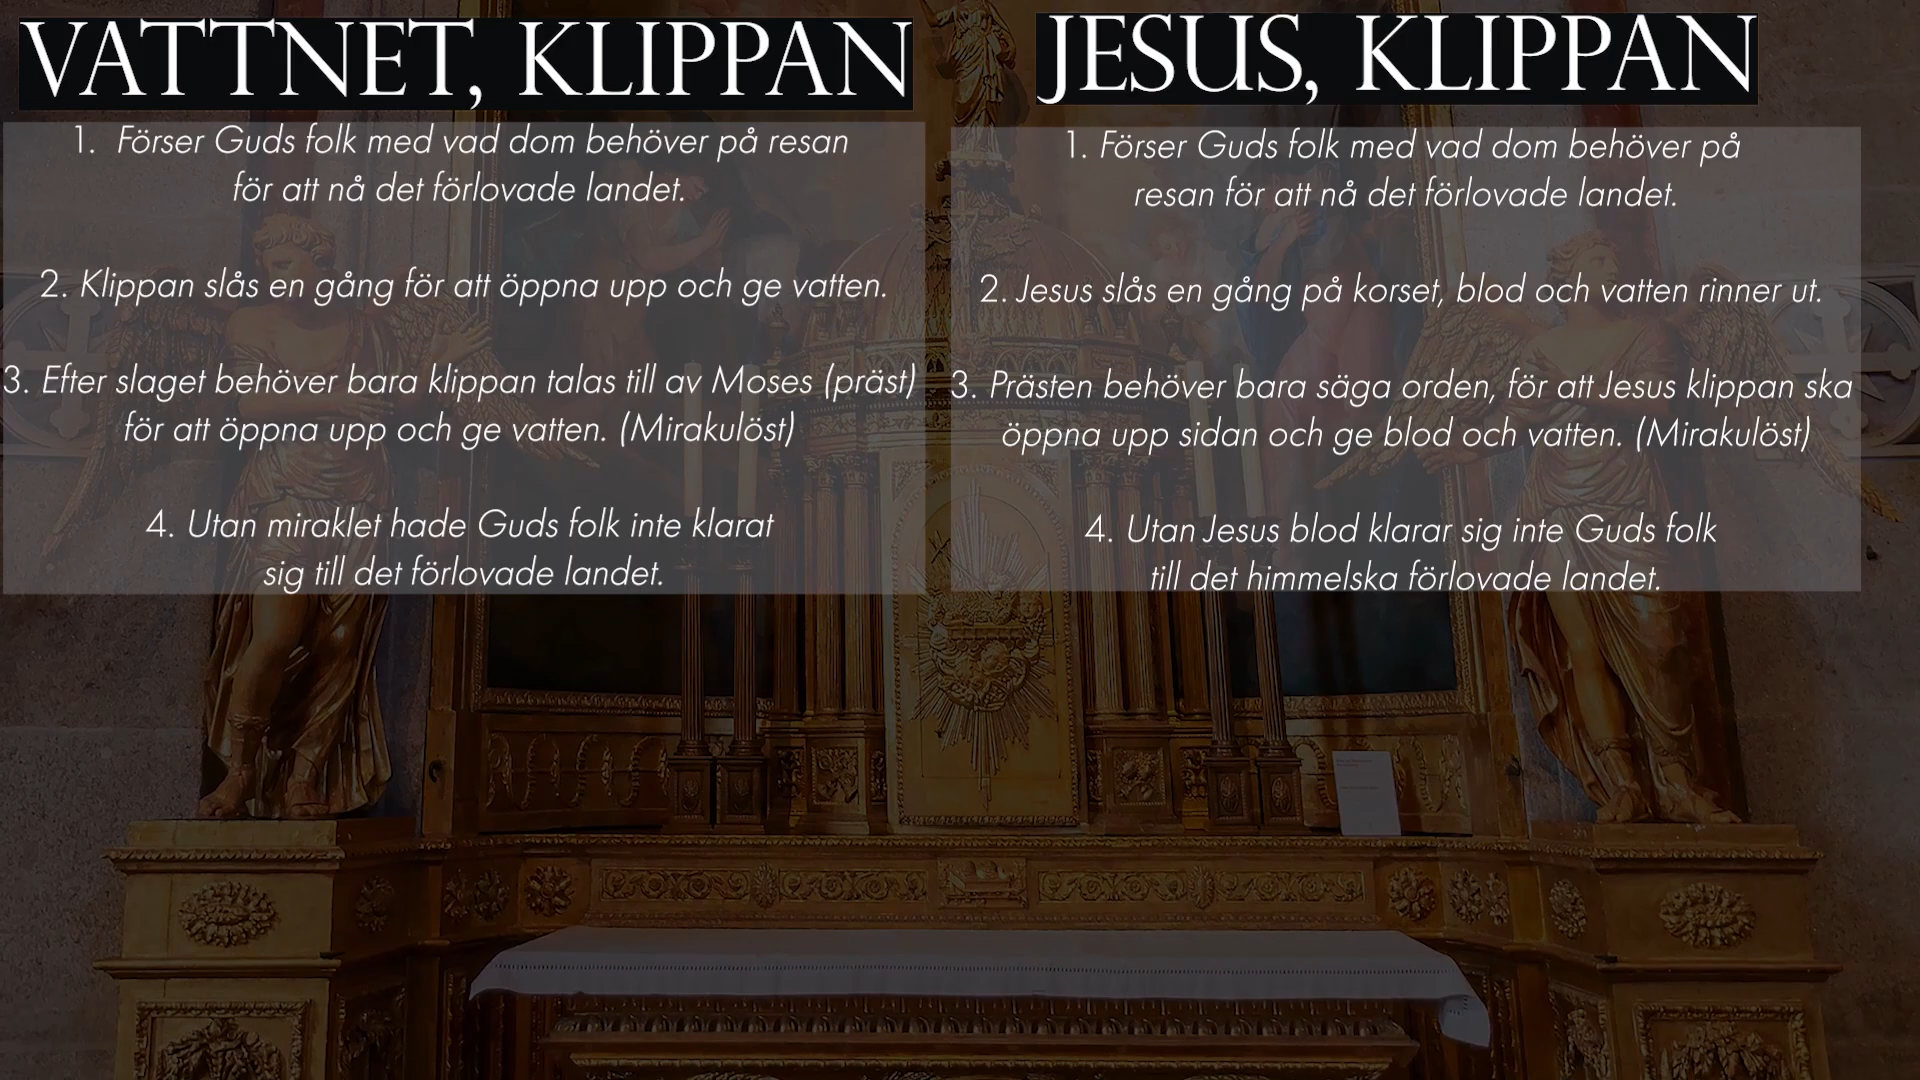 VATTNET, KLIPPAN
1. Förser Guds folk med vad dom behöver på resan
för att nå det förlovade landet.
2. Klippan slås en gång för att öppna upp och ge vatten.
3. Efter slaget behöver bara klippan talas till av Moses (präst)
för att öppna upp och ge vatten. (Mirakulöst)
4. Utan miraklet hade Guds folk inte klarat
sig till det förlovade landet.
JESUS, KLIPPAN
1. Förser Guds folk med vad dom behöver på
resan för att nå det förlovade landet.
2. Jesus slås en gång på korset, blod och vatten rinner ut.
3. Prästen behöver bara säga orden, för att Jesus klippan ska
öppna upp sidan och ge blod och vatten. (Mirakulöst)
4. Utan Jesus blod klarar sig inte Guds folk
till det himmelska förlovade landet.